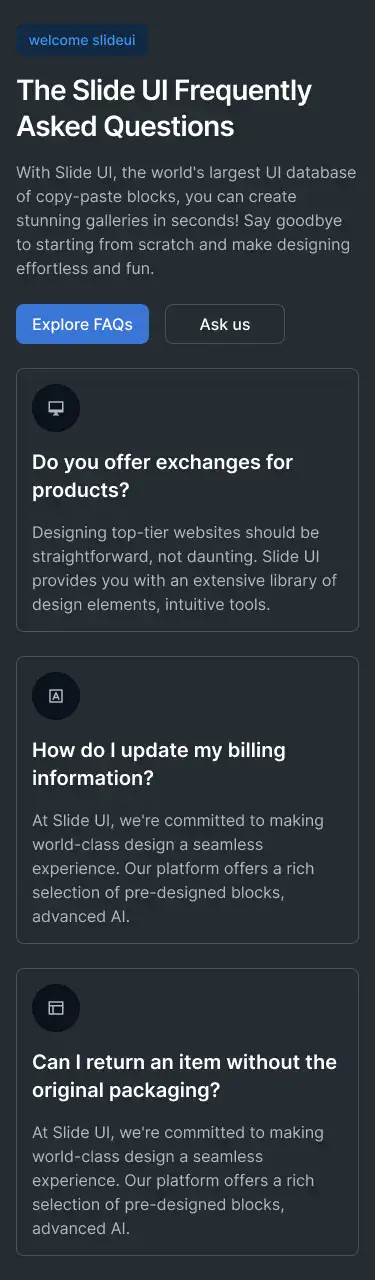 welcome slideui
The Slide UI Frequently
Asked Questions
With Slide UI, the world's largest UI database
of copy-paste blocks, you can create
stunning galleries in seconds! Say goodbye
to starting from scratch and make designing
effortless and fun.
Explore FAQs
Ask us
Do you offer exchanges for
products?
Designing top-tier websites should be
straightforward, not daunting. Slide UI
provides you with an extensive library of
design elements, intuitive tools.
A
How do I update my billing
information?
At Slide UI, we're committed to making
world-class design a seamless
experience. Our platform offers a rich
selection of pre-designed blocks,
advanced AI.
Can I return an item without the
original packaging?
At Slide UI, we're committed to making
world-class design a seamless
experience. Our platform offers a rich
selection of pre-designed blocks,
advanced AI.